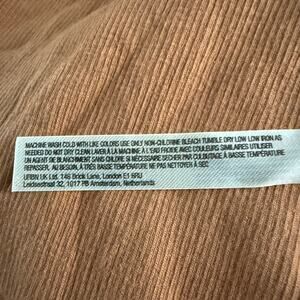 MACHINE WASH COLD WITH LIKE COLORS USE ONLY NON-CHLORINE BLEACH TUMBLE DRY LOW LOW IRON AS
NEEDED DO NOT DRY CLEAN LAVER À LA MACHINE À L'EAU FROIDE AVEC COULEURS SIMILAIRES UTILISER
UN AGENT DE BLANCHIMENT SANS CHLORE SI NÉCESSAIRE SECHER PAR CULBUTAGE À BASSE TEMPÉRATURE
REPASSER, AU BESOIN, À TRÈS BASSE TEMPÉRATURE NE PAS NETTOYER À SEC
URBN UK Ltd. 146 Brick Lane, London E1 6RU
Leidsestraat 32, 1017 PB Amsterdam, Netherlands